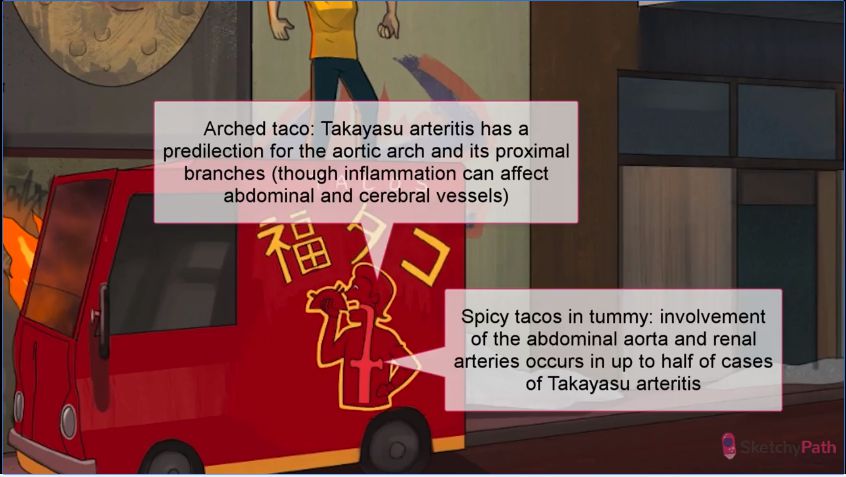 Arched taco: Takayasu arteritis has a
predilection for the aortic arch and its proximal
branches (though inflammation can affect
abdominal and cerebral vessels)
TACOS
福タコ
Spicy tacos in tummy: involvement
of the abdominal aorta and renal
arteries occurs in up to half of cases
of Takayasu arteritis
SketchyPath